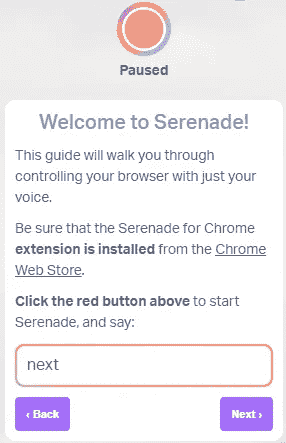 Paused
Welcome to Serenade!
This guide will walk you through
controlling your browser with just your
voice.
Be sure that the Serenade for Chrome
extension is installed from the Chrome
Web Store.
Click the red button above to start
Serenade, and say:
next
‹ Back
Next ›